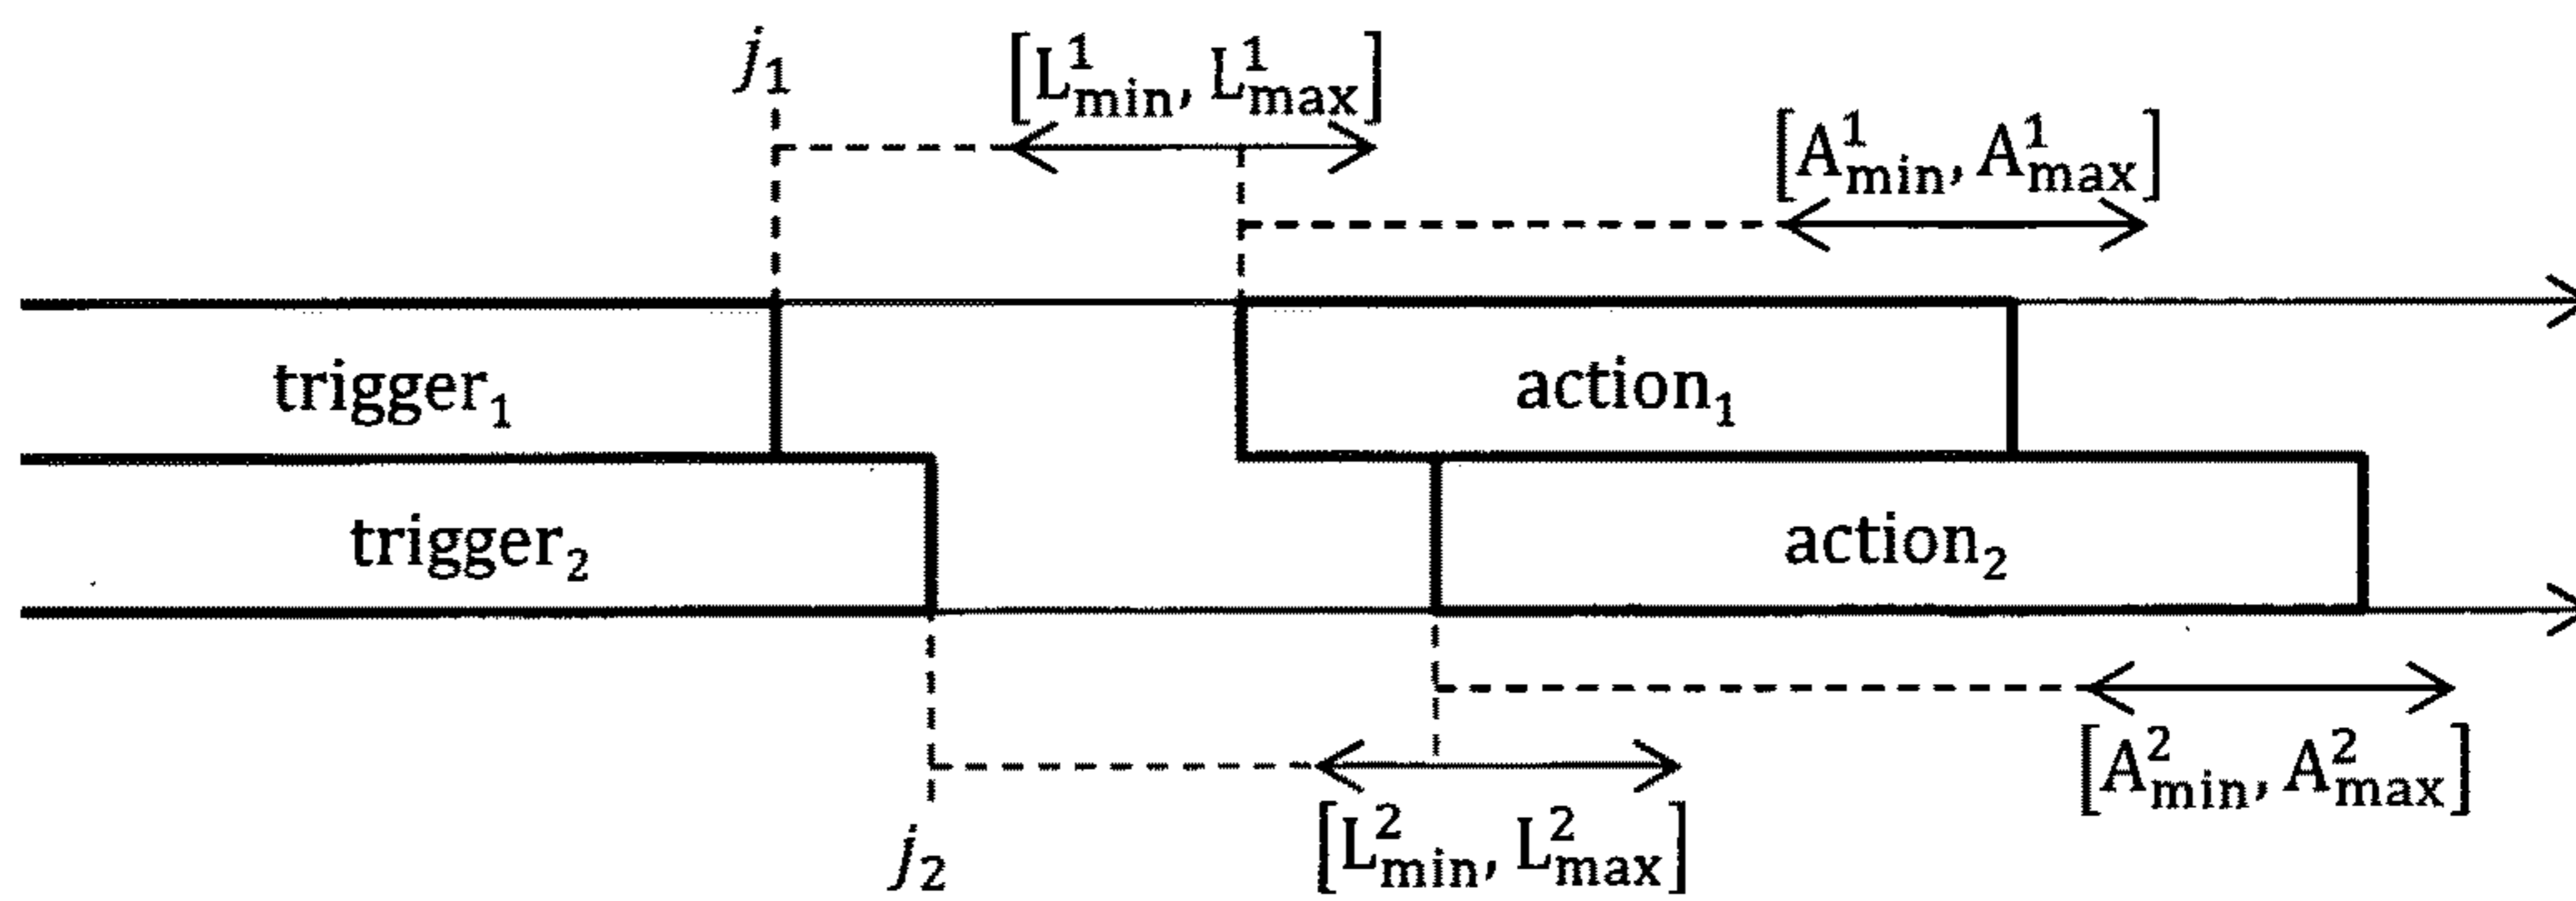 j₁
[L¹min, L¹max]
[A¹min, A¹max]
trigger₁
action₁
trigger₂
action₂
j₂
[L²min, L²max]
[A²min, A²max]